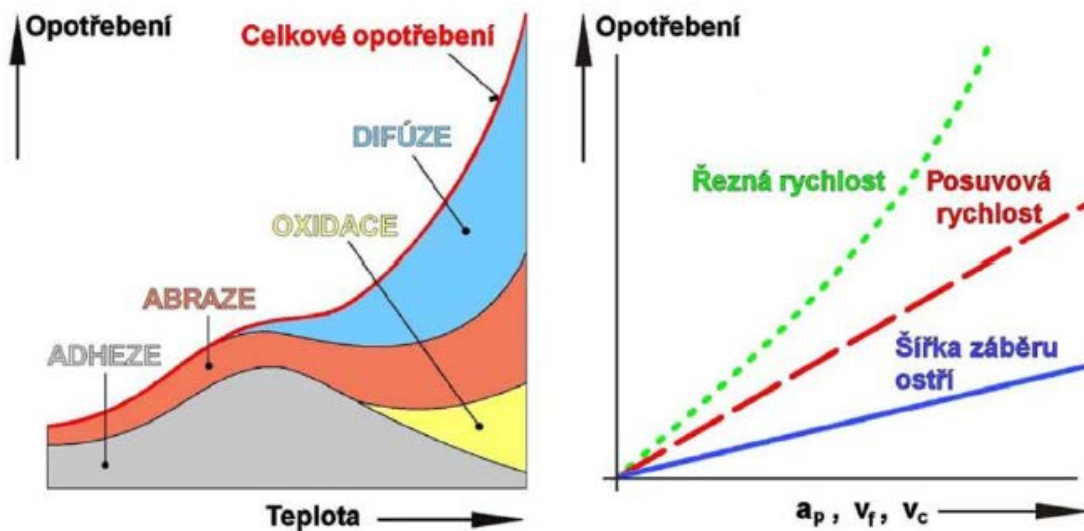 Opotřebení
Celkové opotřebení
DIFÚZE
OXIDACE
ABRAZE
ADHEZE
Teplota
Opotřebení
Řezná rychlost
Posuvová
rychlost
Šířka záběru
ostří
ap , vf , vc